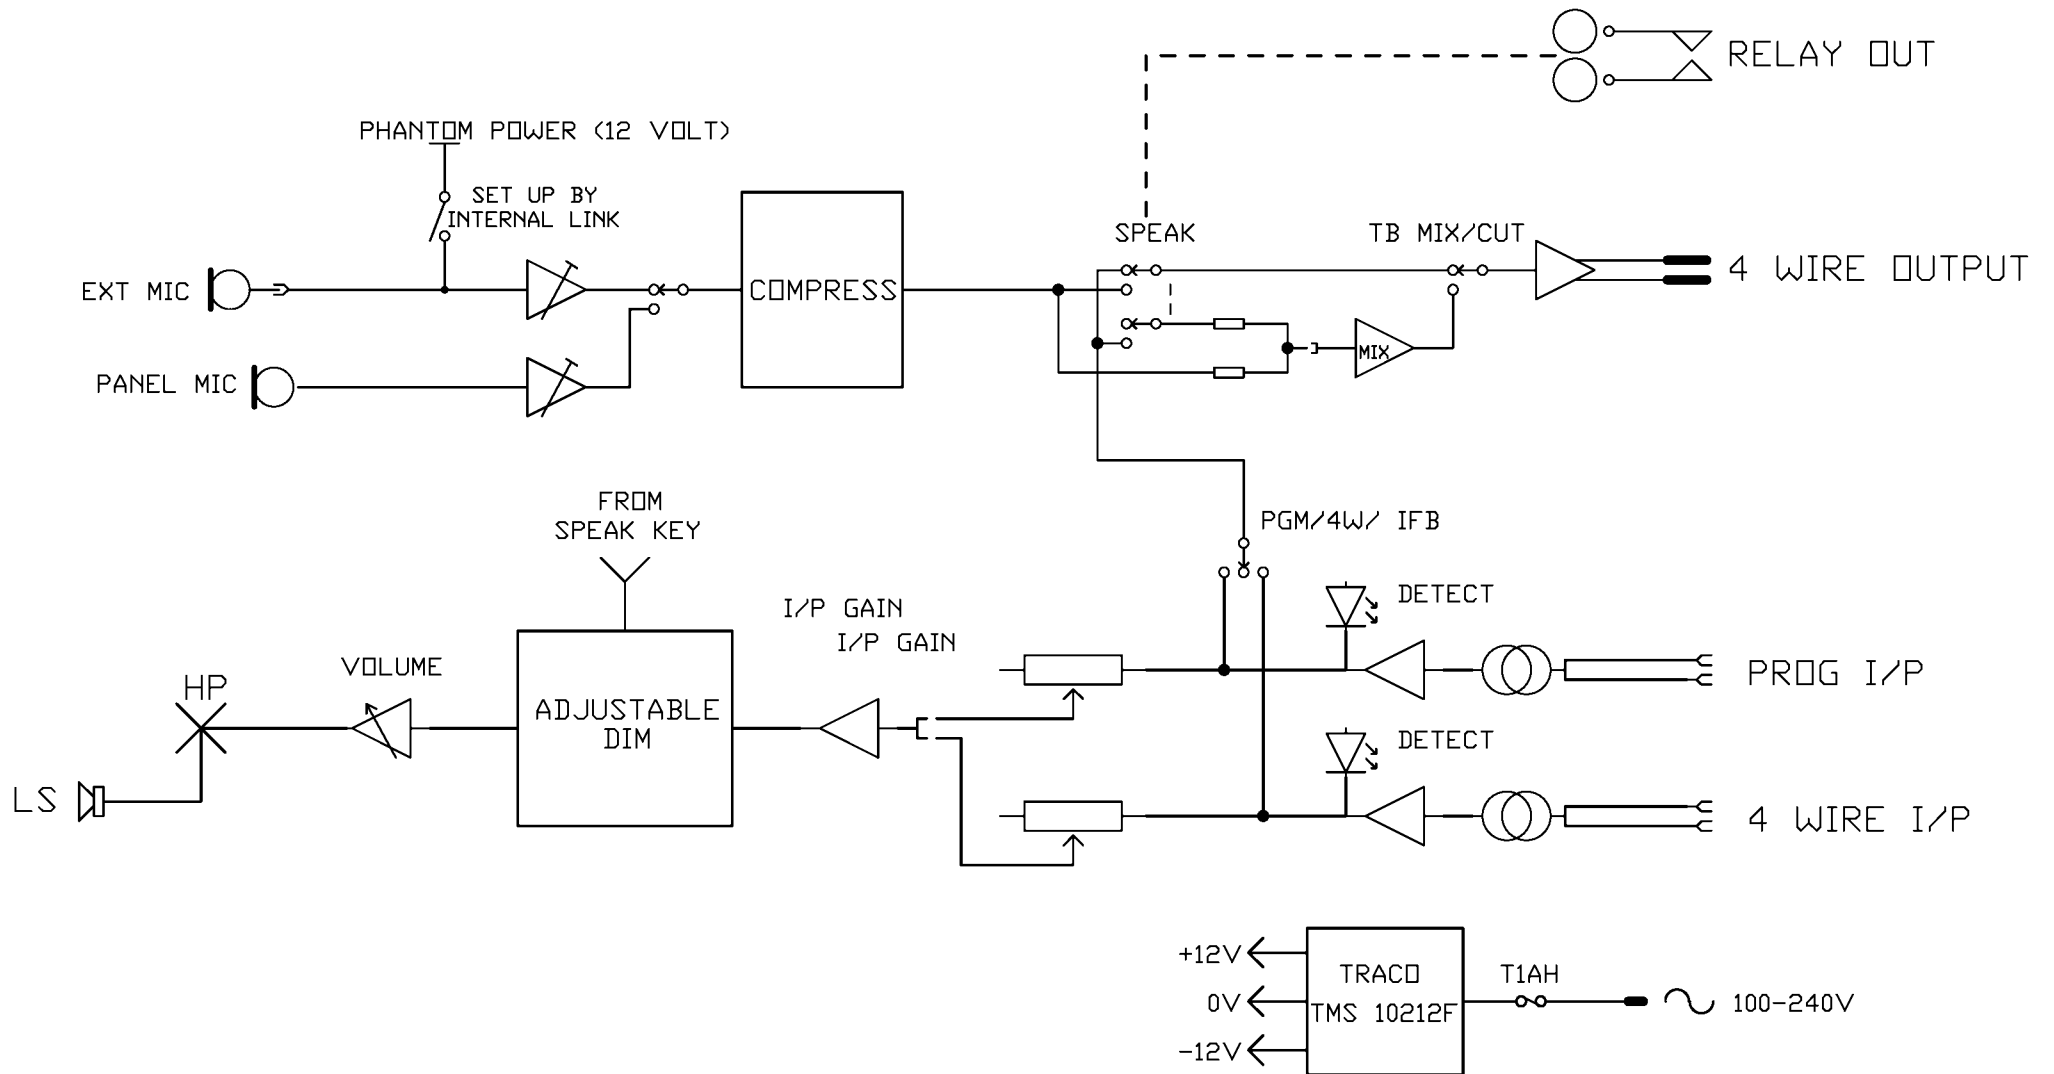 RELAY OUT
PHANTOM POWER (12 VOLT)
SET UP BY
INTERNAL LINK
SPEAK
TB MIX/CUT
4 WIRE OUTPUT
EXT MIC
COMPRESS
MIX
PANEL MIC
FROM
SPEAK KEY
PGM/4W/ IFB
I/P GAIN
I/P GAIN
DETECT
VOLUME
HP
PROG I/P
ADJUSTABLE
DIM
DETECT
LS
4 WIRE I/P
+12V
TRACO
T1AH
0V
TMS 10212F
100-240V
-12V